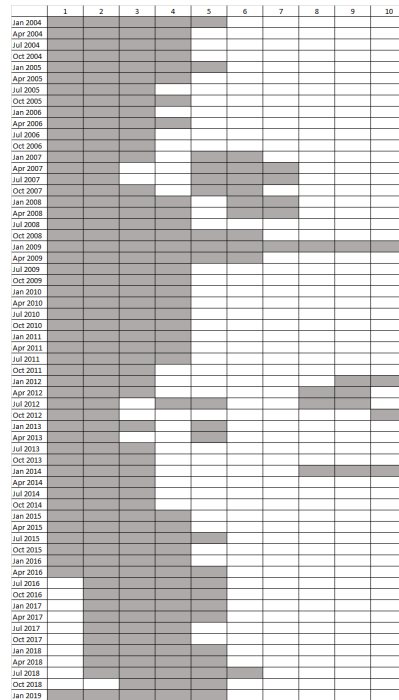 1 2 3 4 5 6 7 8 9 10
Jan 2004
Apr 2004
Jul 2004
Oct 2004
Jan 2005
Apr 2005
Jul 2005
Oct 2005
Jan 2006
Apr 2006
Jul 2006
Oct 2006
Jan 2007
Apr 2007
Jul 2007
Oct 2007
Jan 2008
Apr 2008
Jul 2008
Oct 2008
Jan 2009
Apr 2009
Jul 2009
Oct 2009
Jan 2010
Apr 2010
Jul 2010
Oct 2010
Jan 2011
Apr 2011
Jul 2011
Oct 2011
Jan 2012
Apr 2012
Jul 2012
Oct 2012
Jan 2013
Apr 2013
Jul 2013
Oct 2013
Jan 2014
Apr 2014
Jul 2014
Oct 2014
Jan 2015
Apr 2015
Jul 2015
Oct 2015
Jan 2016
Apr 2016
Jul 2016
Oct 2016
Jan 2017
Apr 2017
Jul 2017
Oct 2017
Jan 2018
Apr 2018
Jul 2018
Oct 2018
Jan 2019